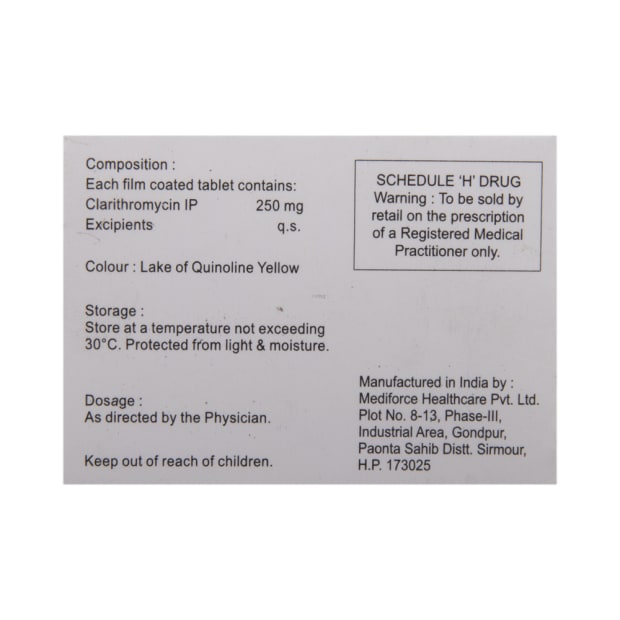 Composition :
Each film coated tablet contains:
Clarithromycin IP 250 mg
Excipients q.s.
Colour : Lake of Quinoline Yellow
Storage :
Store at a temperature not exceeding
30°C. Protected from light & moisture.
Dosage :
As directed by the Physician.
Keep out of reach of children.
SCHEDULE 'H' DRUG
Warning : To be sold by
retail on the prescription
of a Registered Medical
Practitioner only.
Manufactured in India by :
Mediforce Healthcare Pvt. Ltd.
Plot No. 8-13, Phase-III,
Industrial Area, Gondpur,
Paonta Sahib Distt. Sirmour,
H.P. 173025